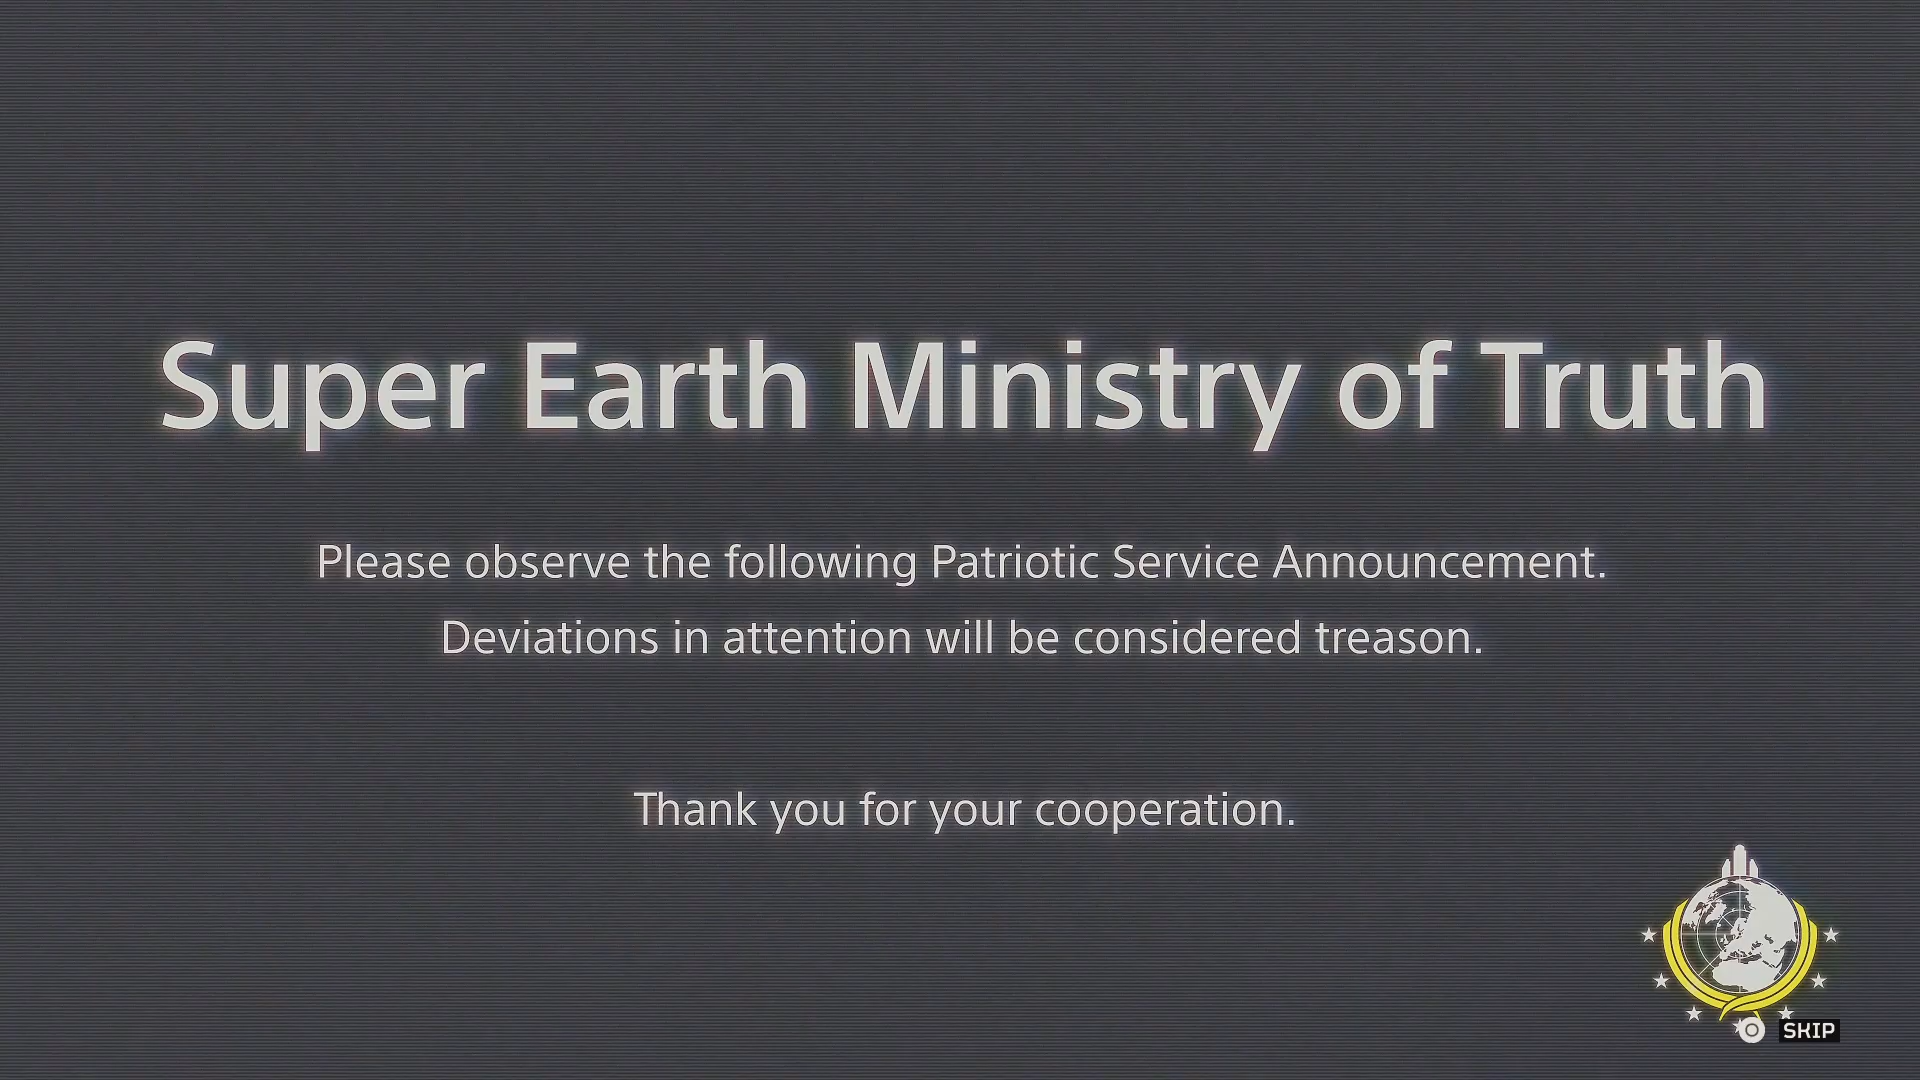 Super Earth Ministry of Truth
Please observe the following Patriotic Service Announcement.
Deviations in attention will be considered treason.
Thank you for your cooperation.
SKIP